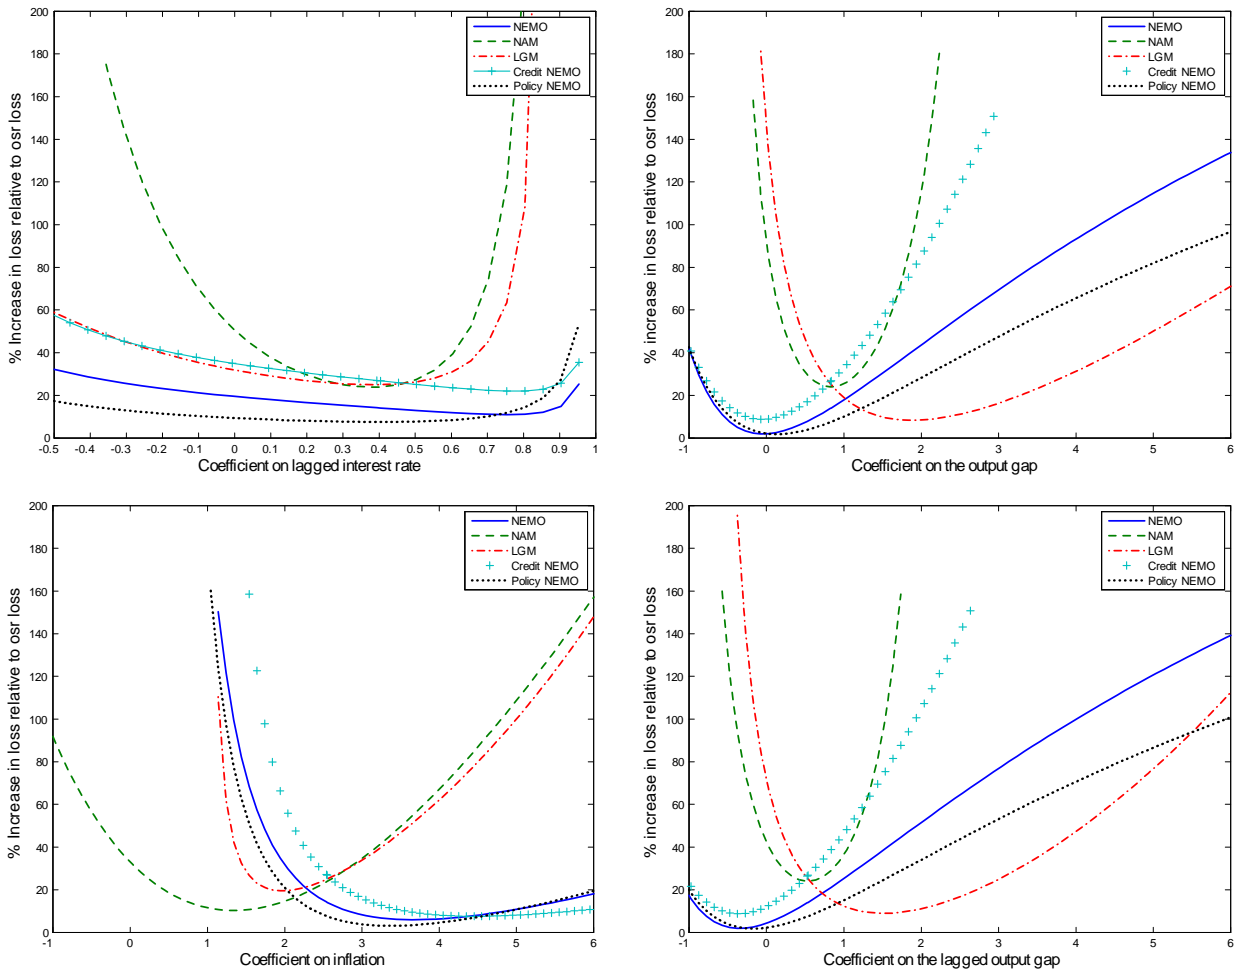 200
180
160
140
120
100
80
60
40
20
0
% Increase in loss relative to osr loss
-0.5 -0.4 -0.3 -0.2 -0.1 0 0.1 0.2 0.3 0.4 0.5 0.6 0.7 0.8 0.9 1
Coefficient on lagged interest rate
NEMO
NAM
LGM
Credit NEMO
Policy NEMO
200
180
160
140
120
100
80
60
40
20
0
% increase in loss relative to osr loss
-1 0 1 2 3 4 5 6
Coefficient on the output gap
NEMO
NAM
LGM
Credit NEMO
Policy NEMO
200
180
160
140
120
100
80
60
40
20
0
% Increase in loss relative to osr loss
-1 0 1 2 3 4 5 6
Coefficient on inflation
NEMO
NAM
LGM
Credit NEMO
Policy NEMO
200
180
160
140
120
100
80
60
40
20
0
% increase in loss relative to osr loss
-1 0 1 2 3 4 5 6
Coefficient on the lagged output gap
NEMO
NAM
LGM
Credit NEMO
Policy NEMO